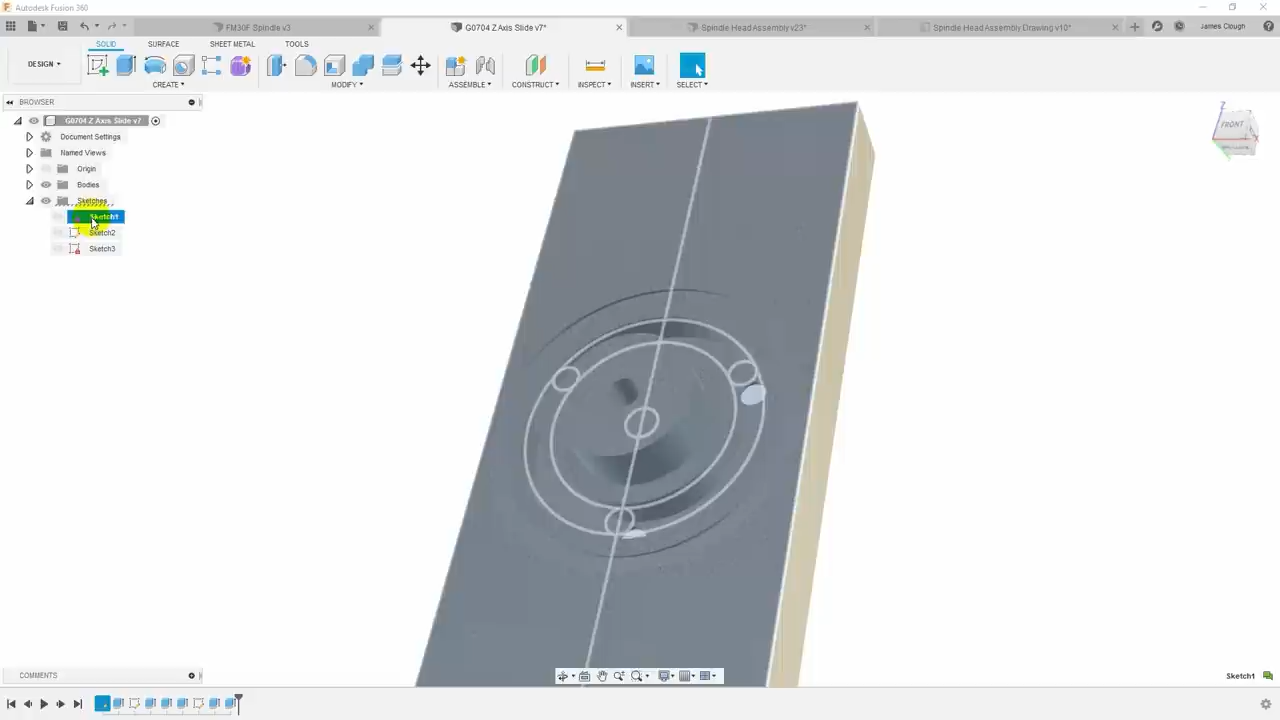 Autodesk Fusion 360
FM30F Spindle v3
G0704 Z Axis Slide v7*
Spindle Head Assembly v23*
Spindle Head Assembly Drawing v10*
James Clough
SOLID
SURFACE
SHEET METAL
TOOLS
DESIGN
CREATE
MODIFY
ASSEMBLE
CONSTRUCT
INSPECT
INSERT
SELECT
BROWSER
G0704 Z Axis Slide v7
Document Settings
Named Views
Origin
Bodies
Sketches
Sketch1
Sketch2
Sketch3
Z
FRONT
X
COMMENTS
Sketch1